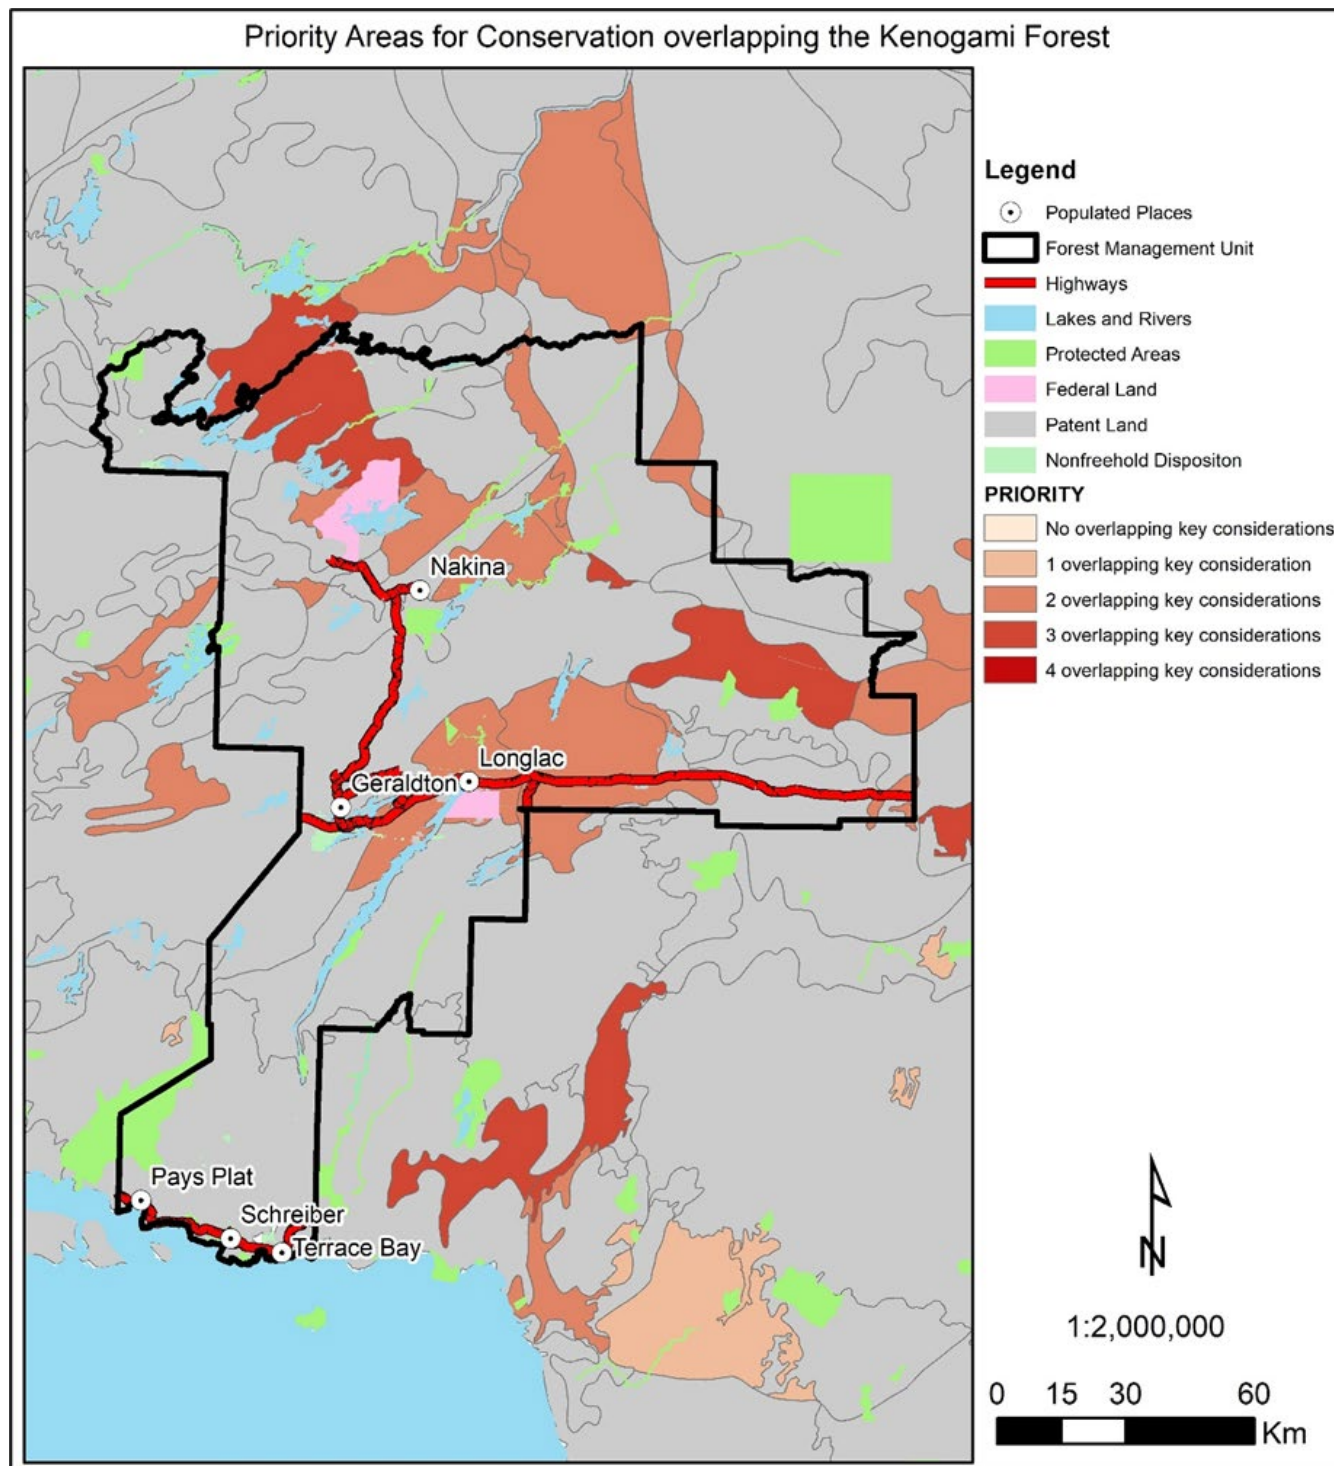 Priority Areas for Conservation overlapping the Kenogami Forest
Nakina
Longlac
Geraldton
Pays Plat
Schreiber
Terrace Bay
Legend
Populated Places
Forest Management Unit
Highways
Lakes and Rivers
Protected Areas
Federal Land
Patent Land
Nonfreehold Dispositon
PRIORITY
No overlapping key considerations
1 overlapping key consideration
2 overlapping key considerations
3 overlapping key considerations
4 overlapping key considerations
N
1:2,000,000
0 15 30 60
Km